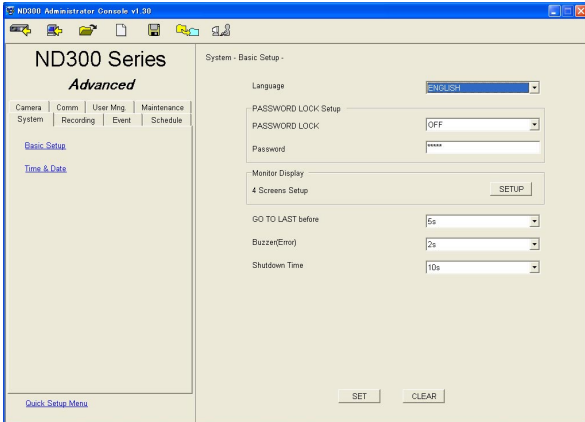 ND300 Administrator Console v1.30
ND300 Series
Advanced
Camera Comm User Mng. Maintenance
System Recording Event Schedule
Basic Setup
Time & Date
Quick Setup Menu
System - Basic Setup -
Language ENGLISH
PASSWORD LOCK Setup
PASSWORD LOCK OFF
Password *****
Monitor Display
4 Screens Setup SETUP
GO TO LAST before 5s
Buzzer(Error) 2s
Shutdown Time 10s
SET CLEAR